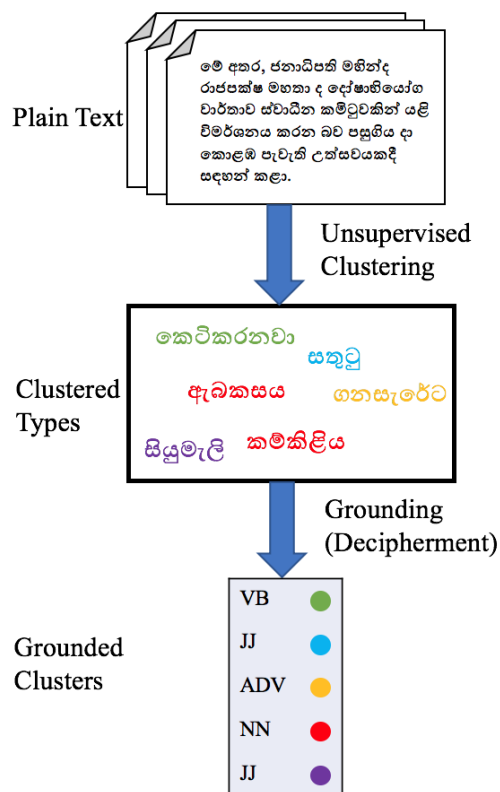 Plain Text
මේ අතර, ජනාධිපති මහින්ද
රාජපක්ෂ මහතා ද දෝෂාභියෝග
වාර්තාව ස්වාධීන කමිටුවකින් යළි
විමර්ශනය කරන බව පසුගිය දා
කොළඹ පැවැති උත්සවයකදී
සඳහන් කළා.
Unsupervised
Clustering
Clustered
Types
කෙටිකරනවා
සතුටු
ඇබකසය
ගනසැරේට
සියුමැලි
කම්කිළිය
Grounding
(Decipherment)
Grounded
Clusters
VB
JJ
ADV
NN
JJ